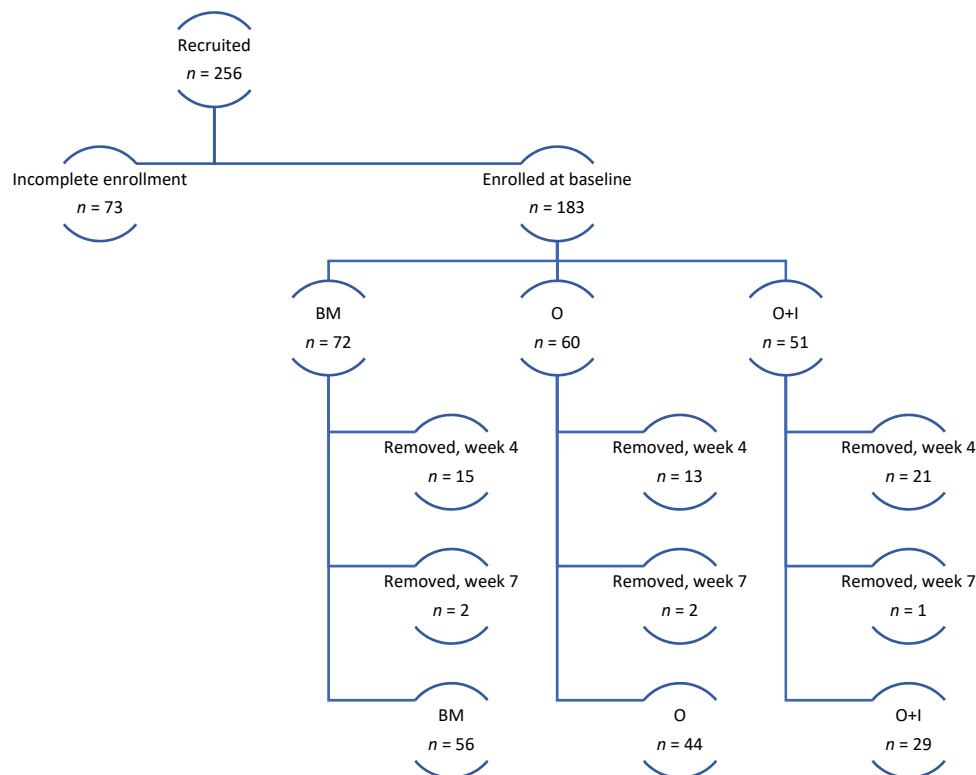 Recruited
n = 256
Incomplete enrollment
n = 73
Enrolled at baseline
n = 183
BM
n = 72
O
n = 60
O+I
n = 51
Removed, week 4
n = 15
Removed, week 4
n = 13
Removed, week 4
n = 21
Removed, week 7
n = 2
Removed, week 7
n = 2
Removed, week 7
n = 1
BM
n = 56
O
n = 44
O+I
n = 29